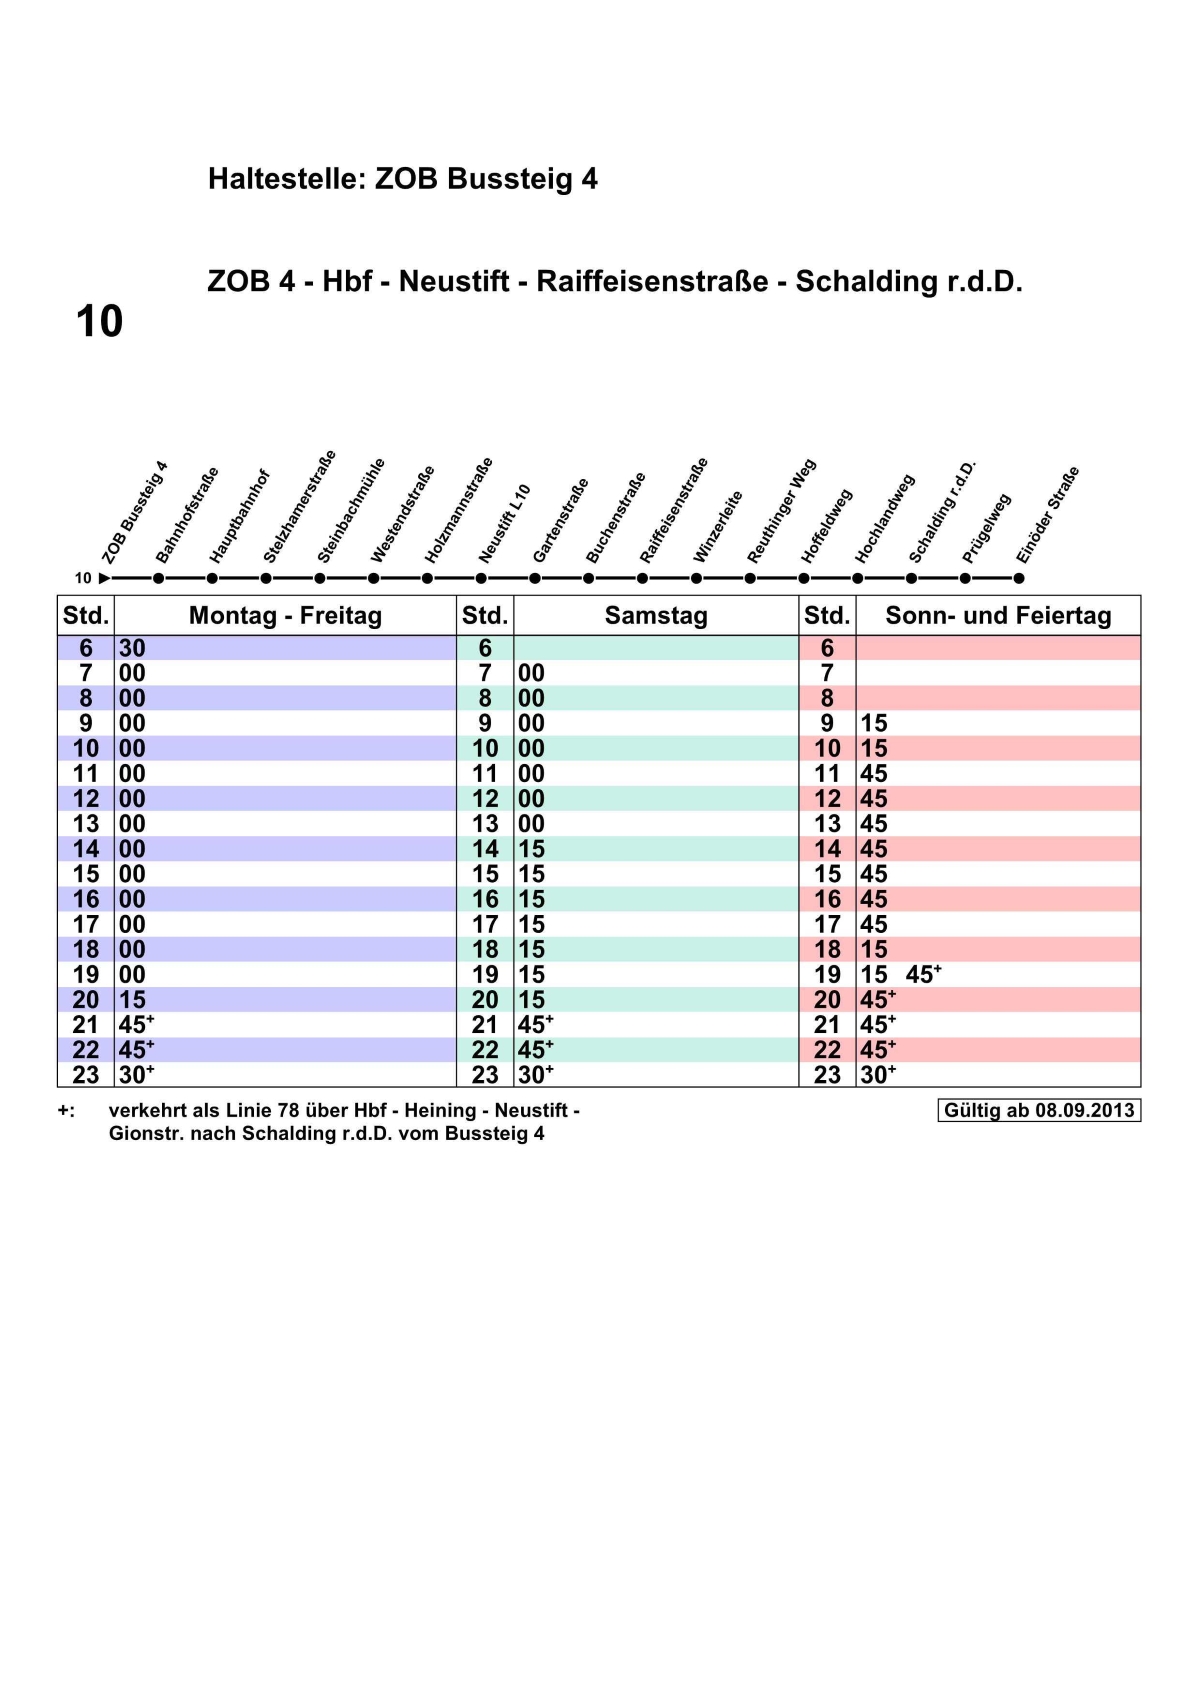 Haltestelle: ZOB Bussteig 4
ZOB 4 - Hbf - Neustift - Raiffeisenstraße - Schalding r.d.D.
10
ZOB Bussteig 4
Bahnhofstraße
Hauptbahnhof
Stelzhamerstraße
Steinbachmühle
Westendstraße
Holzmannstraße
Neustift L10
Gartenstraße
Buchenstraße
Raiffeisenstraße
Winzerleite
Reuthinger Weg
Hoffeldweg
Hochlandweg
Schalding r.d.D.
Prügelweg
Einöder Straße
10
Std. Montag - Freitag Std. Samstag Std. Sonn- und Feiertag
6 30 6 6
7 00 7 00 7
8 00 8 00 8
9 00 9 00 9 15
10 00 10 00 10 15
11 00 11 00 11 45
12 00 12 00 12 45
13 00 13 00 13 45
14 00 14 15 14 45
15 00 15 15 15 45
16 00 16 15 16 45
17 00 17 15 17 45
18 00 18 15 18 15
19 00 19 15 19 15 45+
20 15 20 15 20 45+
21 45+ 21 45+ 21 45+
22 45+ 22 45+ 22 45+
23 30+ 23 30+ 23 30+
+: verkehrt als Linie 78 über Hbf - Heining - Neustift - Gültig ab 08.09.2013
Gionstr. nach Schalding r.d.D. vom Bussteig 4